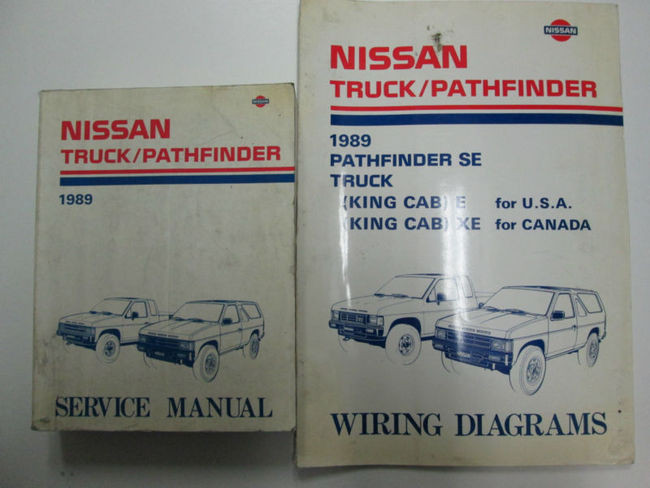 NISSAN
NISSAN
TRUCK/PATHFINDER
1989
SERVICE MANUAL
NISSAN
NISSAN
TRUCK/PATHFINDER
1989
PATHFINDER SE
TRUCK
(KING CAB) E for U.S.A.
(KING CAB) XE for CANADA
WIRING DIAGRAMS